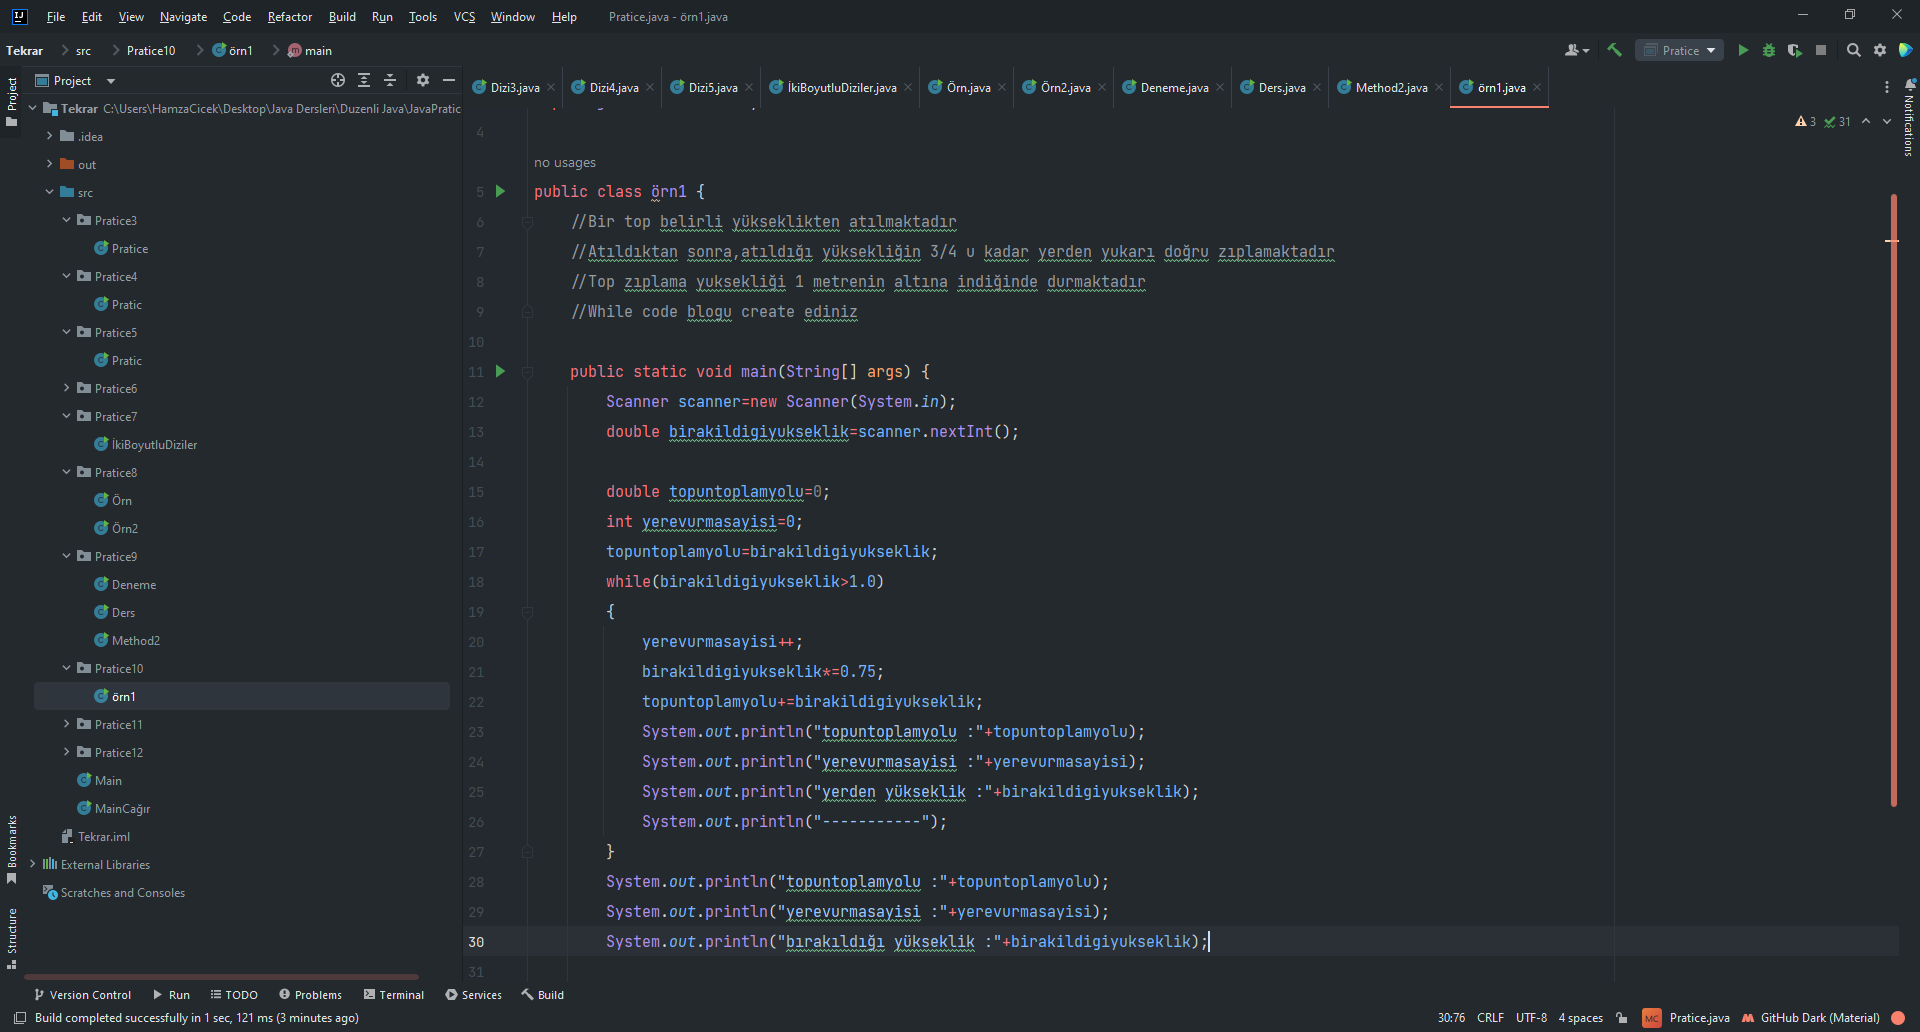 File Edit View Navigate Code Refactor Build Run Tools VCS Window Help Pratice.java - örn1.java
Tekrar src Pratice10 örn1 main Pratice
Project
Dizi3.java Dizi4.java Dizi5.java İkiBoyutluDiziler.java Örn.java Örn2.java Deneme.java Ders.java Method2.java örn1.java
Project
Bookmarks
Structure
Notifications
Tekrar C:\Users\HamzaCicek\Desktop\Java Dersleri\Duzenli Java\JavaPratic
.idea
out
src
Pratice3
Pratice
Pratice4
Pratic
Pratice5
Pratic
Pratice6
Pratice7
İkiBoyutluDiziler
Pratice8
Örn
Örn2
Pratice9
Deneme
Ders
Method2
Pratice10
örn1
Pratice11
Pratice12
Main
MainCağır
Tekrar.iml
External Libraries
Scratches and Consoles
3 31
4
no usages
5 public class örn1 {
6 //Bir top belirli yükseklikten atılmaktadır
7 //Atıldıktan sonra,atıldığı yüksekliğin 3/4 u kadar yerden yukarı doğru zıplamaktadır
8 //Top zıplama yuksekliği 1 metrenin altına indiğinde durmaktadır
9 //While code blogu create ediniz
10
11 public static void main(String[] args) {
12 Scanner scanner=new Scanner(System.in);
13 double birakildigiyukseklik=scanner.nextInt();
14
15 double topuntoplamyolu=0;
16 int yerevurmasayisi=0;
17 topuntoplamyolu=birakildigiyukseklik;
18 while(birakildigiyukseklik>1.0)
19 {
20 yerevurmasayisi++;
21 birakildigiyukseklik*=0.75;
22 topuntoplamyolu+=birakildigiyukseklik;
23 System.out.println("topuntoplamyolu :"+topuntoplamyolu);
24 System.out.println("yerevurmasayisi :"+yerevurmasayisi);
25 System.out.println("yerden yükseklik :"+birakildigiyukseklik);
26 System.out.println("-----------");
27 }
28 System.out.println("topuntoplamyolu :"+topuntoplamyolu);
29 System.out.println("yerevurmasayisi :"+yerevurmasayisi);
30 System.out.println("bırakıldığı yükseklik :"+birakildigiyukseklik);
31
Version Control Run TODO Problems Terminal Services Build
Build completed successfully in 1 sec, 121 ms (3 minutes ago) 30:76 CRLF UTF-8 4 spaces MC Pratice.java GitHub Dark (Material)